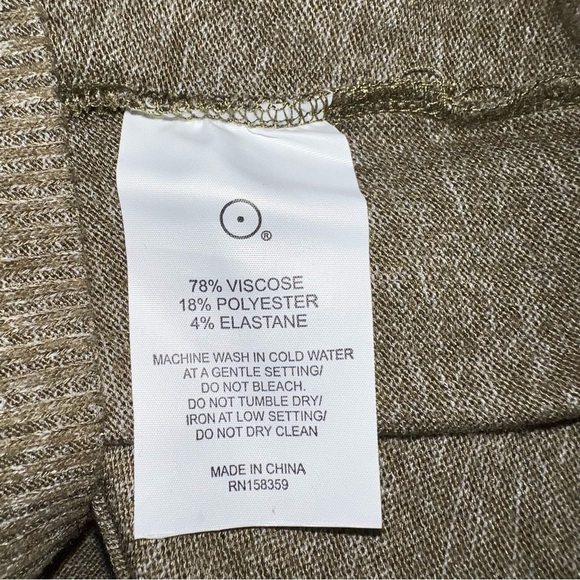 ®
78% VISCOSE
18% POLYESTER
4% ELASTANE
MACHINE WASH IN COLD WATER
AT A GENTLE SETTING/
DO NOT BLEACH.
DO NOT TUMBLE DRY/
IRON AT LOW SETTING/
DO NOT DRY CLEAN
MADE IN CHINA
RN158359